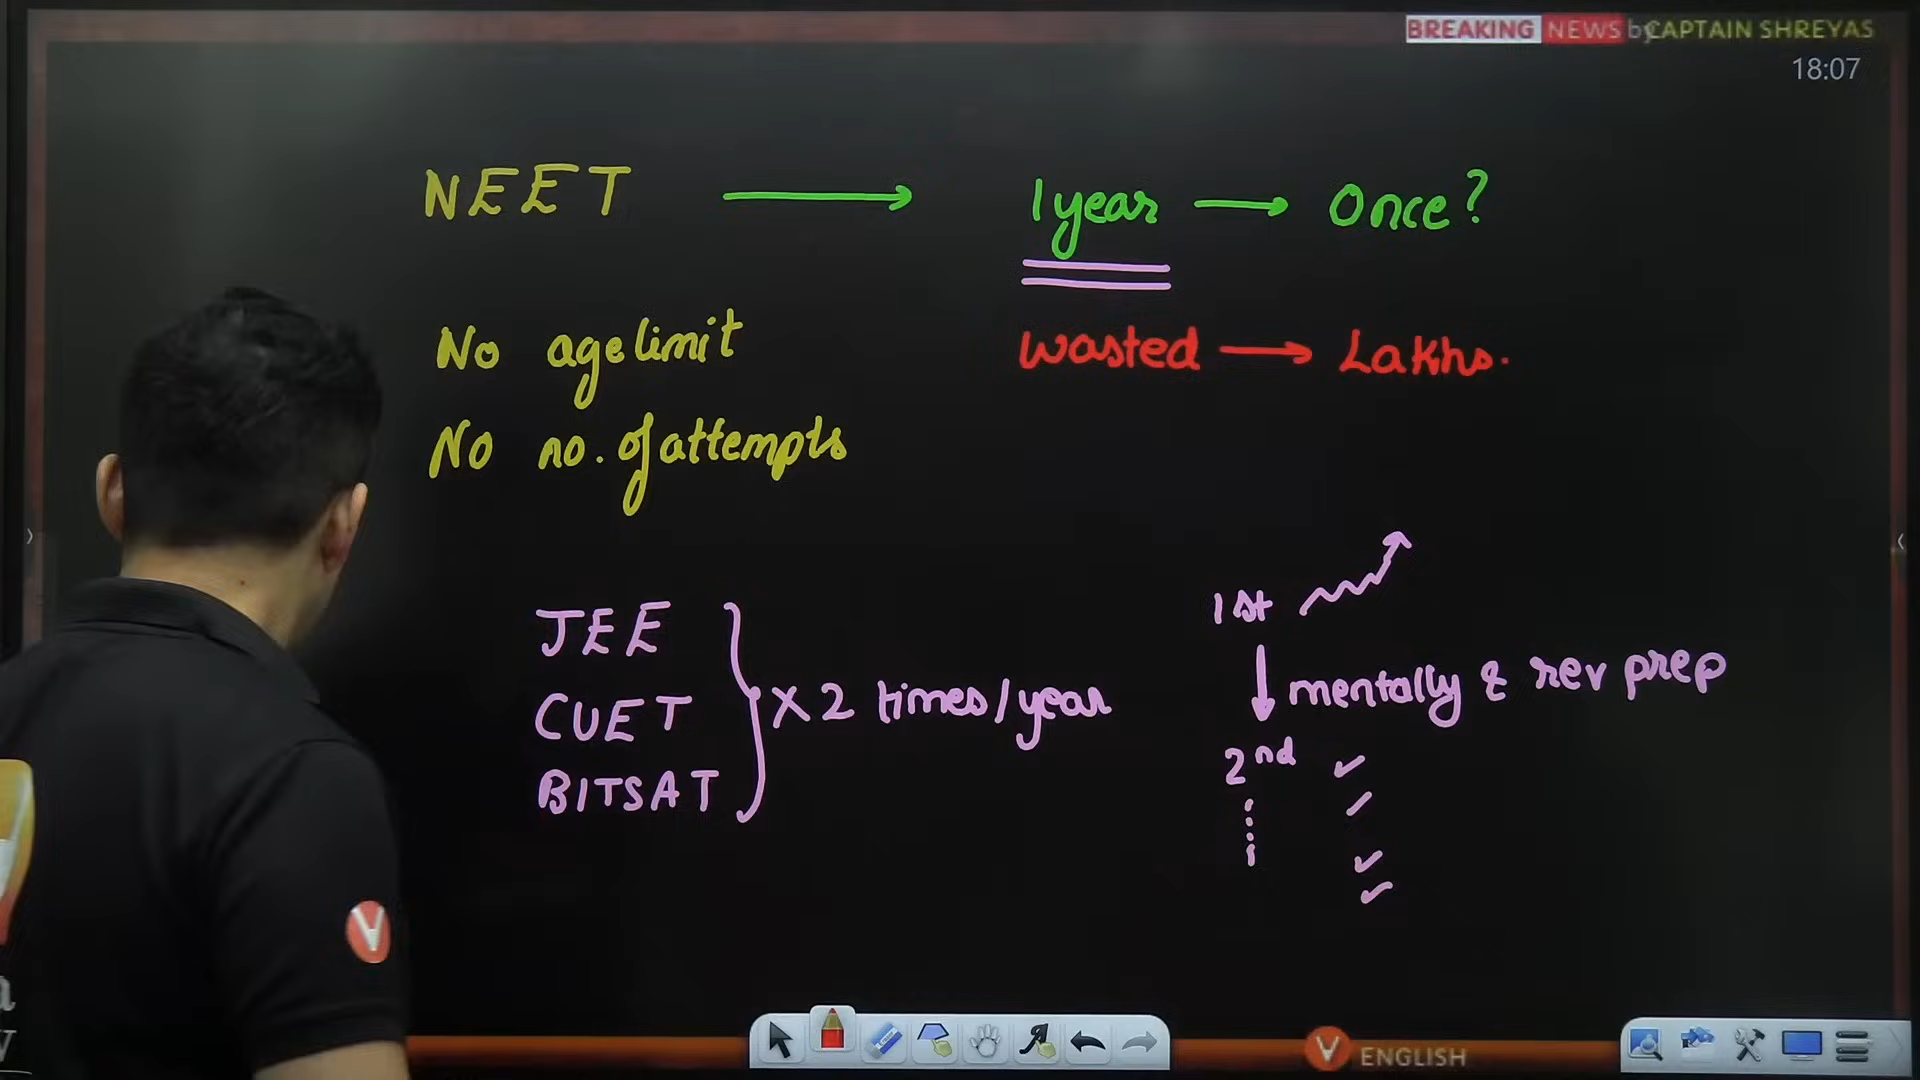 BREAKING NEWS by CAPTAIN SHREYAS
18:07
NEET → 1 year → Once?
No age limit
wasted → Lakhs.
No no. of attempts
JEE
CUET
BITSAT
} x 2 times/year
1st
mentally & rev prep
2nd
V
V ENGLISH